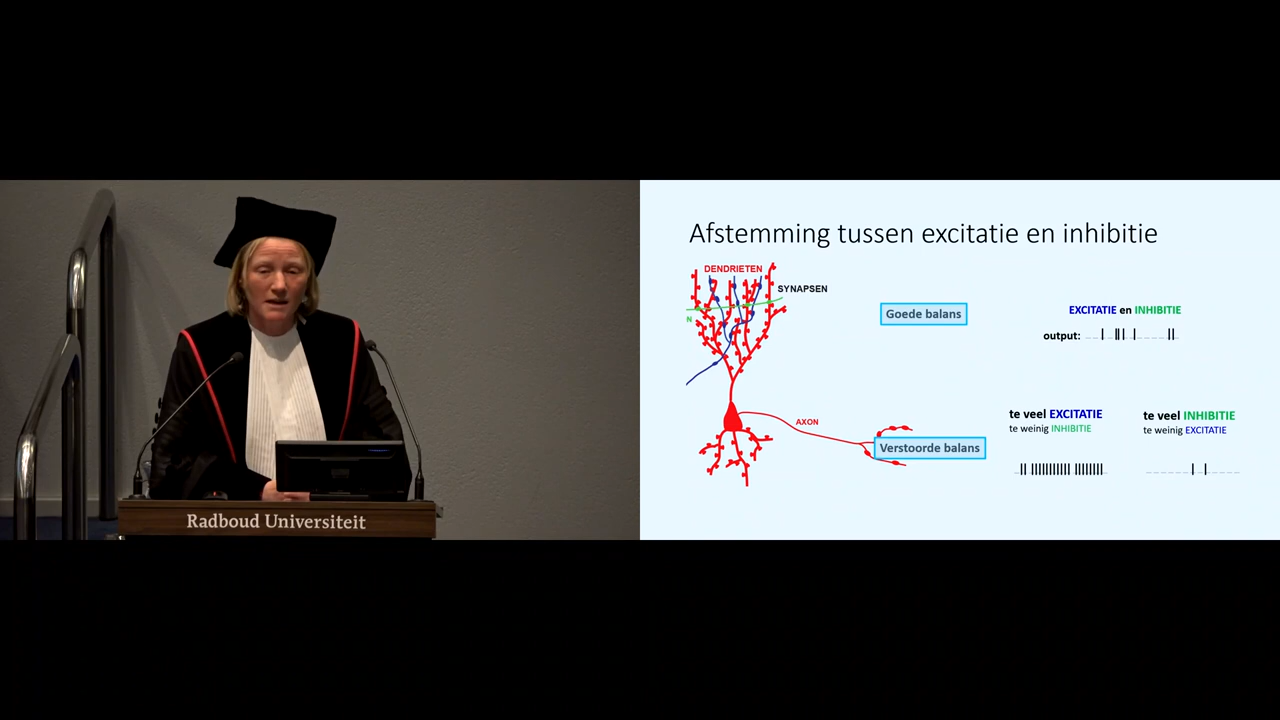 Radboud Universiteit
Afstemming tussen excitatie en inhibitie
DENDRIETEN
SYNAPSEN
N
AXON
Goede balans
EXCITATIE en INHIBITIE
output:
Verstoorde balans
te veel EXCITATIE
te weinig INHIBITIE
te veel INHIBITIE
te weinig EXCITATIE